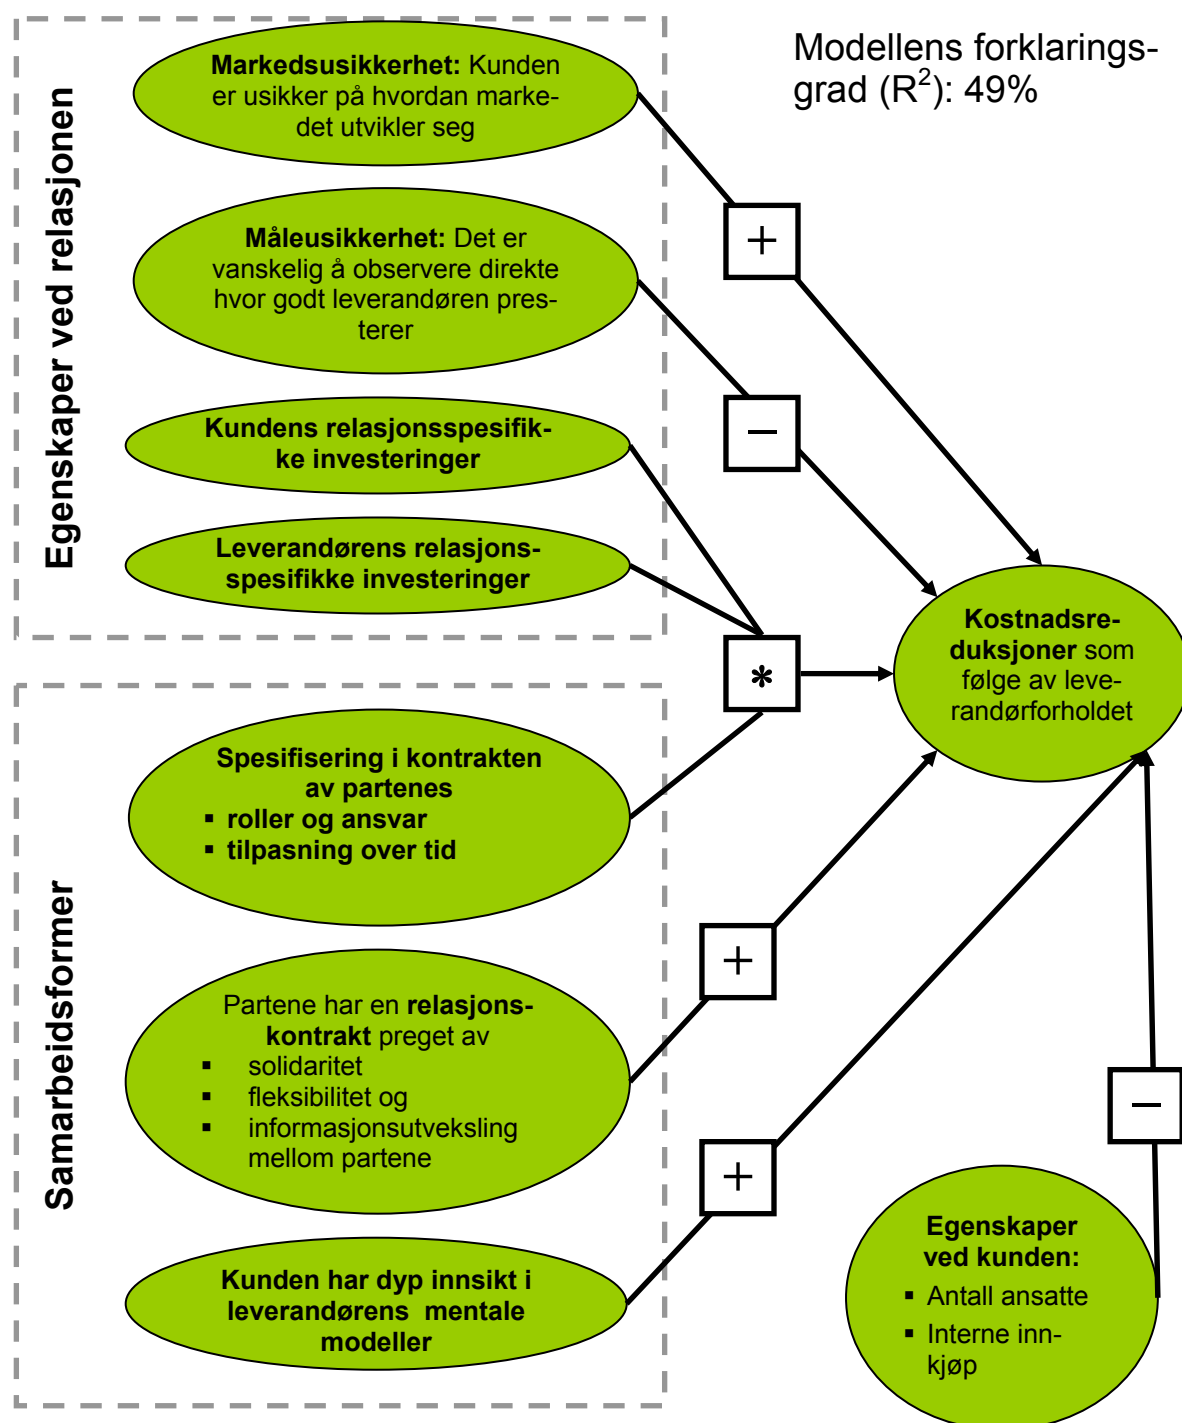 Modellens forklarings-
grad (R²): 49%
Egenskaper ved relasjonen
Markedsusikkerhet: Kunden
er usikker på hvordan marke-
det utvikler seg
+
Måleusikkerhet: Det er
vanskelig å observere direkte
hvor godt leverandøren pres-
terer
−
Kundens relasjonsspesifik-
ke investeringer
Leverandørens relasjons-
spesifikke investeringer
*
Kostnadsre-
duksjoner som
følge av leve-
randørforholdet
Samarbeidsformer
Spesifisering i kontrakten
av partenes
▪ roller og ansvar
▪ tilpasning over tid
Partene har en relasjons-
kontrakt preget av
▪ solidaritet
▪ fleksibilitet og
▪ informasjonsutveksling
mellom partene
+
Kunden har dyp innsikt i
leverandørens mentale
modeller
+
−
Egenskaper
ved kunden:
▪ Antall ansatte
▪ Interne inn-
kjøp